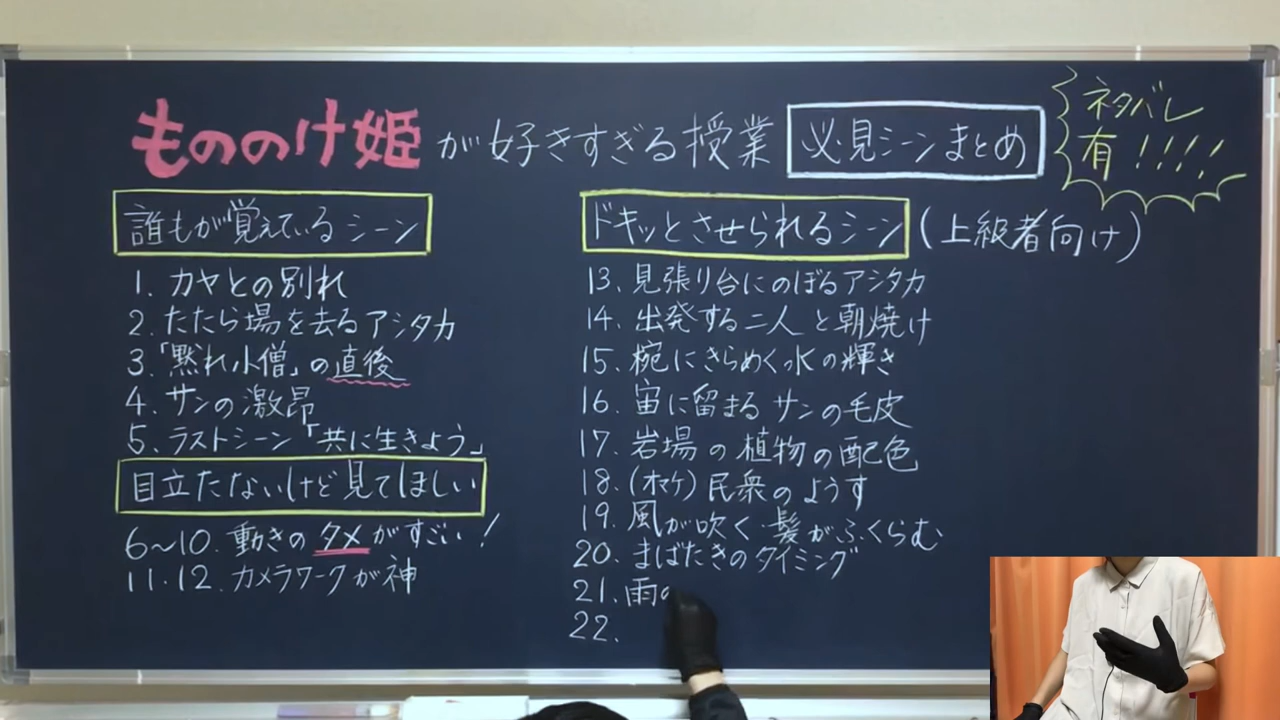 もののけ姫が好きすぎる授業 必見シーンまとめ
ネタバレ
有!!!!!
誰もが覚えているシーン
1. カヤとの別れ
2. たたら場を去るアシタカ
3. 「黙れ小僧」の直後
4. サンの激昂
5. ラストシーン「共に生きよう」
目立たないけど見てほしい
6～10. 動きのタメがすごい!
11.12. カメラワークが神
ドキッとさせられるシーン (上級者向け)
13. 見張り台にのぼるアシタカ
14. 出発する二人と朝焼け
15. 椀にきらめく水の輝き
16. 宙に留まるサンの毛皮
17. 岩場の植物の配色
18. (オマケ)民衆のようす
19. 風が吹く・髪がふくらむ
20. まばたきのタイミング
21. 雨の
22.